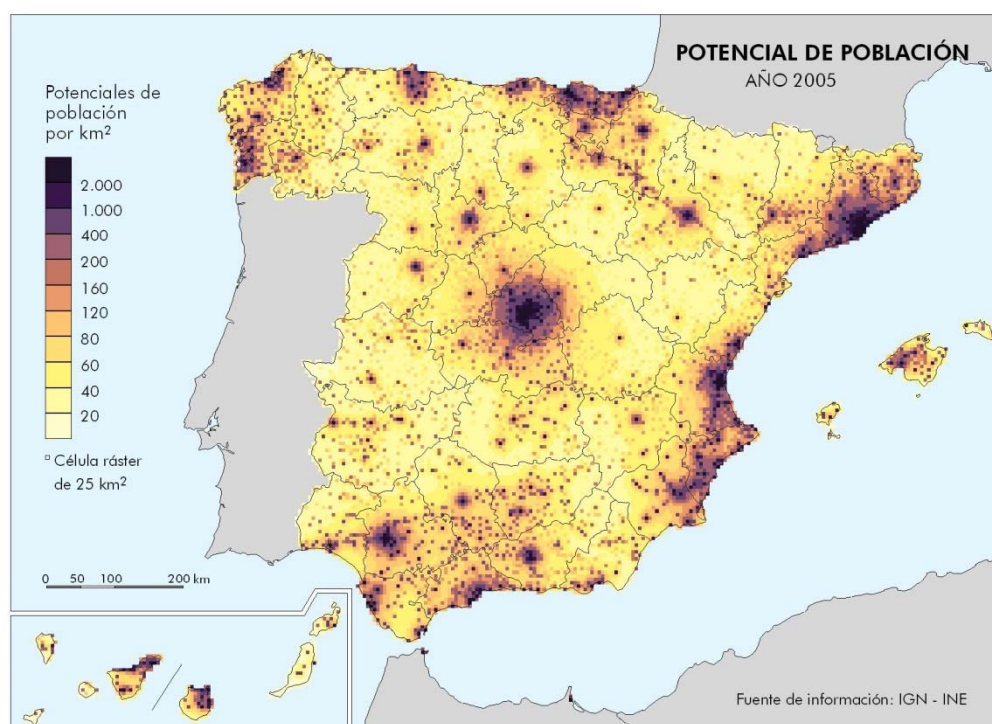 POTENCIAL DE POBLACIÓN
AÑO 2005
Potenciales de
población
por km²
2.000
1.000
400
200
160
120
80
60
40
20
Célula ráster
de 25 km²
0 50 100 200 km
Fuente de información: IGN - INE